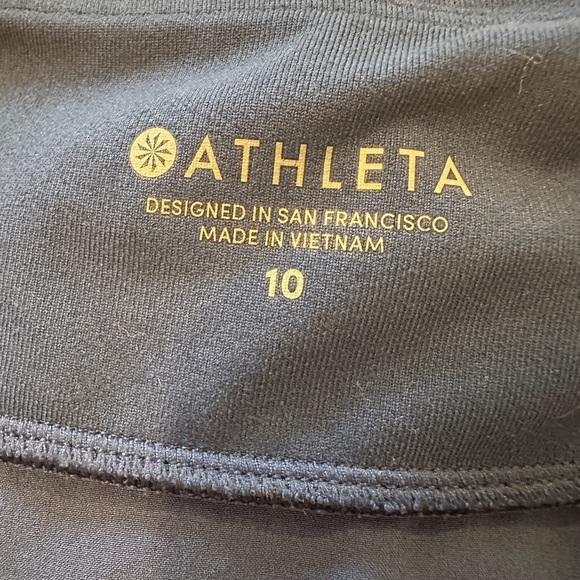 ATHLETA
DESIGNED IN SAN FRANCISCO
MADE IN VIETNAM
10